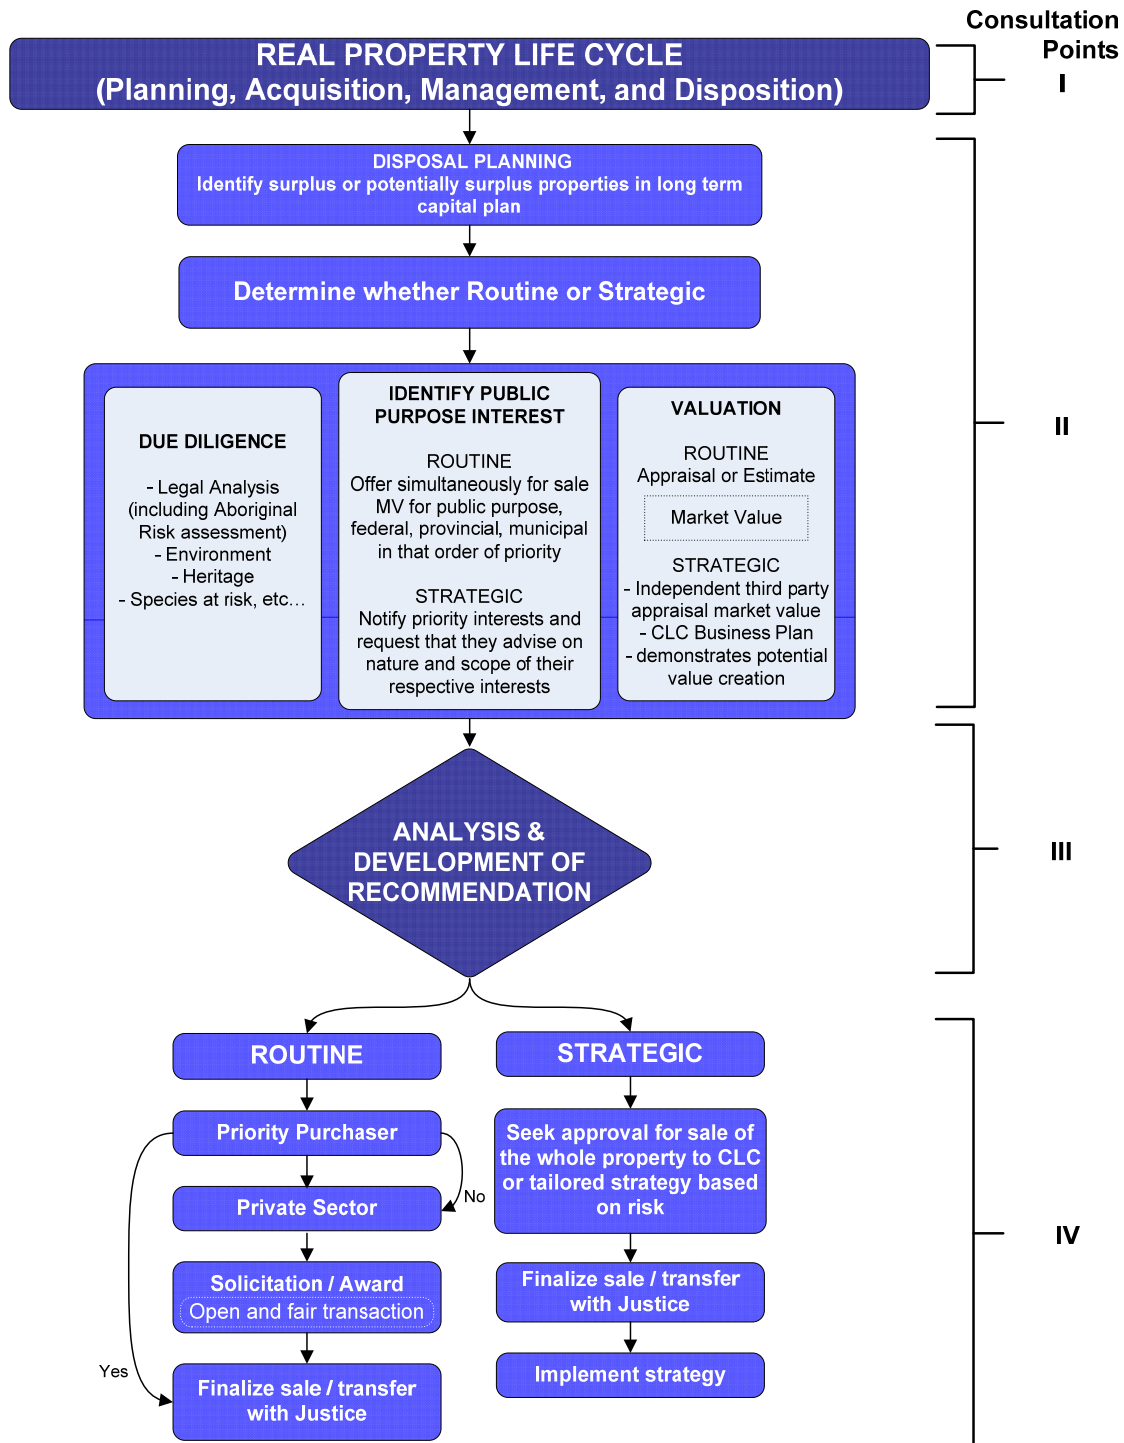 Consultation
Points
REAL PROPERTY LIFE CYCLE
(Planning, Acquisition, Management, and Disposition)
I
DISPOSAL PLANNING
Identify surplus or potentially surplus properties in long term
capital plan
Determine whether Routine or Strategic
DUE DILIGENCE
- Legal Analysis
(including Aboriginal
Risk assessment)
- Environment
- Heritage
- Species at risk, etc…
IDENTIFY PUBLIC
PURPOSE INTEREST
ROUTINE
Offer simultaneously for sale
MV for public purpose,
federal, provincial, municipal
in that order of priority
STRATEGIC
Notify priority interests and
request that they advise on
nature and scope of their
respective interests
VALUATION
ROUTINE
Appraisal or Estimate
Market Value
STRATEGIC
- Independent third party
appraisal market value
- CLC Business Plan
- demonstrates potential
value creation
II
ANALYSIS &
DEVELOPMENT OF
RECOMMENDATION
III
ROUTINE
Priority Purchaser
No
Private Sector
Solicitation / Award
Open and fair transaction
Yes
Finalize sale / transfer
with Justice
STRATEGIC
Seek approval for sale of
the whole property to CLC
or tailored strategy based
on risk
Finalize sale / transfer
with Justice
Implement strategy
IV